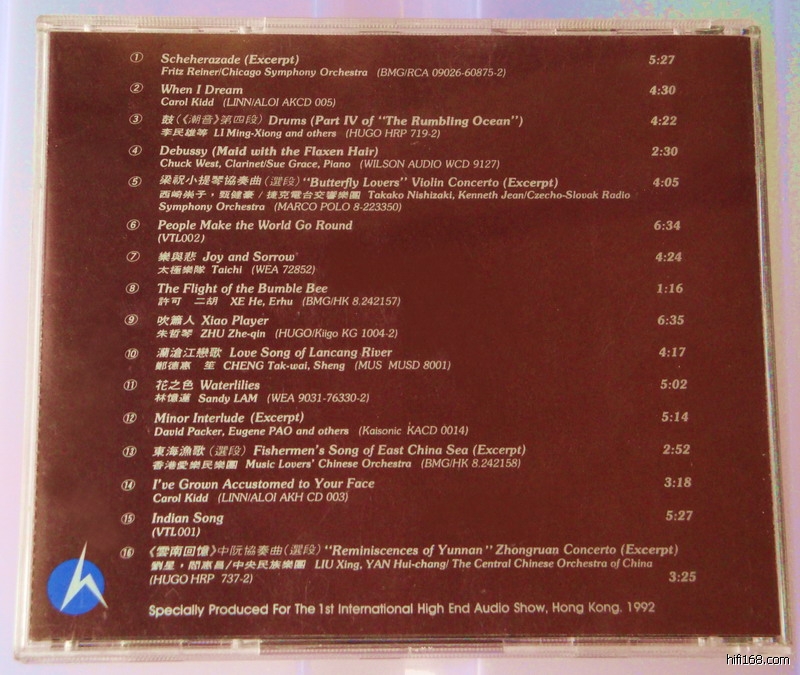 ① Scheherazade (Excerpt) 5:27
Fritz Reiner/Chicago Symphony Orchestra (BMG/RCA 09026-60875-2)
② When I Dream 4:30
Carol Kidd (LINN/ALOI AKCD 005)
③ 鼓(《潮音》第四段) Drums (Part IV of "The Rumbling Ocean") 4:22
李民雄等 LI Ming-Xiong and others (HUGO HRP 719-2)
④ Debussy (Maid with the Flaxen Hair) 2:30
Chuck West, Clarinet/Sue Grace, Piano (WILSON AUDIO WCD 9127)
⑤ 梁祝小提琴協奏曲(選段) "Butterfly Lovers" Violin Concerto (Excerpt) 4:05
西崎崇子,甄健豪/捷克電台交響樂團 Takako Nishizaki, Kenneth Jean/Czecho-Slovak Radio
Symphony Orchestra (MARCO POLO 8-223350)
⑥ People Make the World Go Round 6:34
(VTL002)
⑦ 樂與悲 Joy and Sorrow 4:24
太極樂隊 Taichi (WEA 72852)
⑧ The Flight of the Bumble Bee 1:16
許可 二胡 XE He, Erhu (BMG/HK 8.242157)
⑨ 吹簫人 Xiao Player 6:35
朱哲琴 ZHU Zhe-qin (HUGO/Kiigo KG 1004-2)
⑩ 瀾滄江戀歌 Love Song of Lancang River 4:17
鄭德惠 笙 CHENG Tak-wai, Sheng (MUS MUSD 8001)
⑪ 花之色 Waterlilies 5:02
林憶蓮 Sandy LAM (WEA 9031-76330-2)
⑫ Minor Interlude (Excerpt) 5:14
David Packer, Eugene PAO and others (Kaisonic KACD 0014)
⑬ 東海漁歌(選段) Fishermen's Song of East China Sea (Excerpt) 2:52
香港愛樂民樂團 Music Lovers' Chinese Orchestra (BMG/HK 8.242158)
⑭ I've Grown Accustomed to Your Face 3:18
Carol Kidd (LINN/ALOI AKH CD 003)
⑮ Indian Song 5:27
(VTL001)
⑯ 《雲南回憶》中阮協奏曲(選段) "Reminiscences of Yunnan" Zhongruan Concerto (Excerpt)
劉星,閻惠昌/中央民族樂團 LIU Xing, YAN Hui-chang/ The Central Chinese Orchestra of China
(HUGO HRP 737-2) 3:25
Specially Produced For The 1st International High End Audio Show, Hong Kong. 1992
hifi168.com